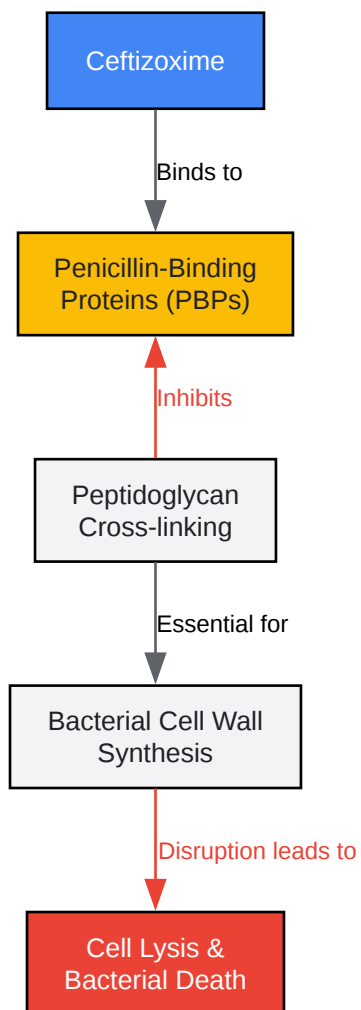 Ceftizoxime
Binds to
Penicillin-Binding
Proteins (PBPs)
Inhibits
Peptidoglycan
Cross-linking
Essential for
Bacterial Cell Wall
Synthesis
Disruption leads to
Cell Lysis &
Bacterial Death